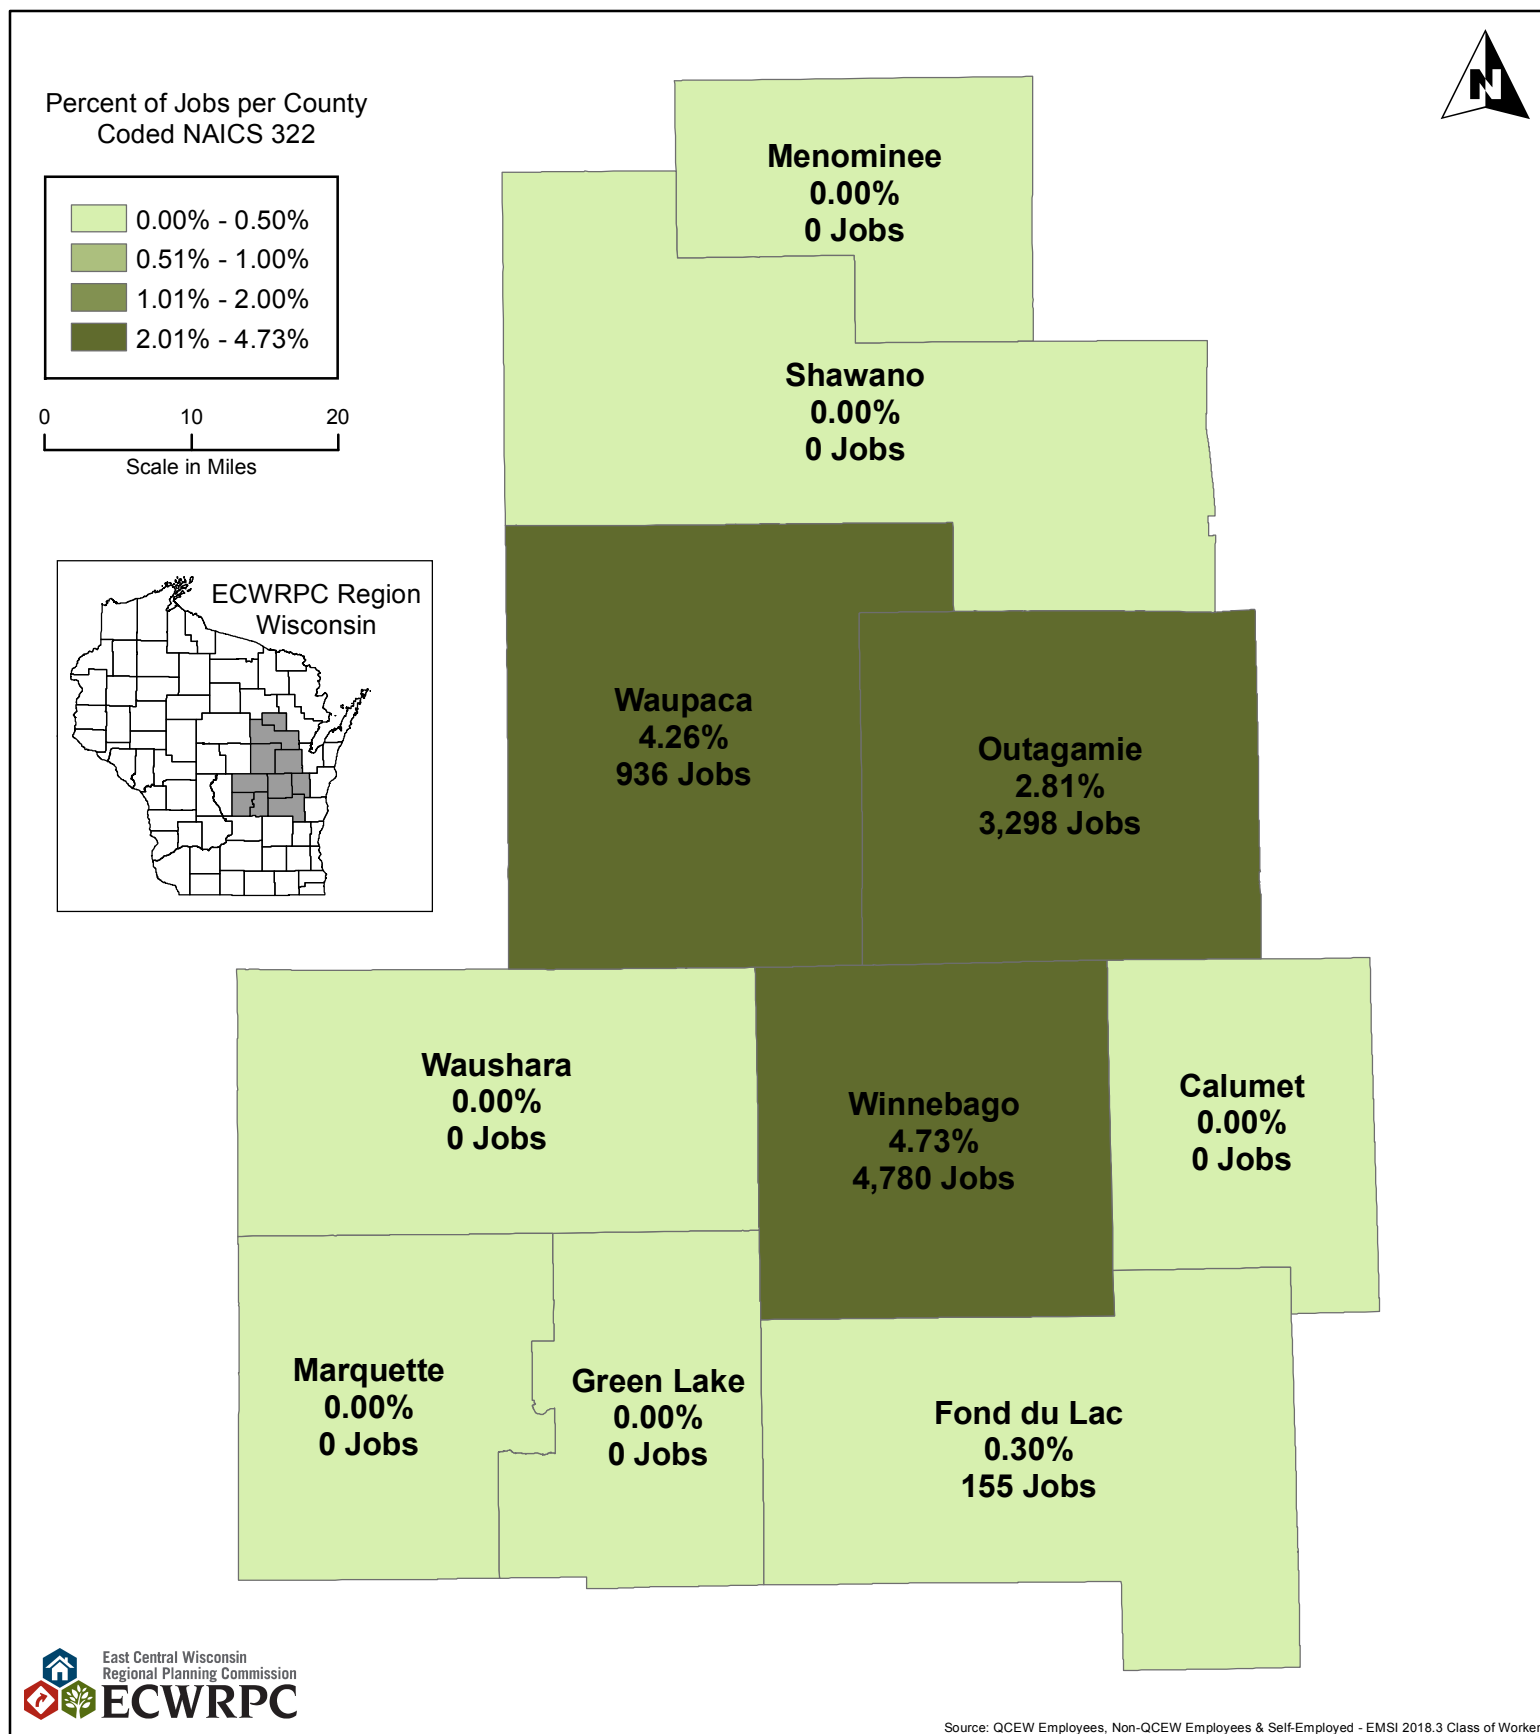 Percent of Jobs per County
Coded NAICS 322
0.00% - 0.50%
0.51% - 1.00%
1.01% - 2.00%
2.01% - 4.73%
0 10 20
Scale in Miles
ECWRPC Region
Wisconsin
N
Menominee
0.00%
0 Jobs
Shawano
0.00%
0 Jobs
Waupaca
4.26%
936 Jobs
Outagamie
2.81%
3,298 Jobs
Waushara
0.00%
0 Jobs
Winnebago
4.73%
4,780 Jobs
Calumet
0.00%
0 Jobs
Marquette
0.00%
0 Jobs
Green Lake
0.00%
0 Jobs
Fond du Lac
0.30%
155 Jobs
East Central Wisconsin
Regional Planning Commission
ECWRPC
Source: QCEW Employees, Non-QCEW Employees & Self-Employed - EMSI 2018.3 Class of Worker